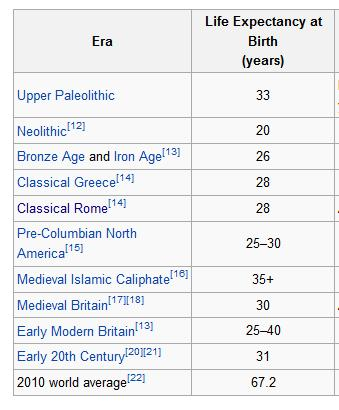 Era
Life Expectancy at
Birth
(years)
Upper Paleolithic 33
Neolithic[12] 20
Bronze Age and Iron Age[13] 26
Classical Greece[14] 28
Classical Rome[14] 28
Pre-Columbian North
America[15] 25–30
Medieval Islamic Caliphate[16] 35+
Medieval Britain[17][18] 30
Early Modern Britain[13] 25–40
Early 20th Century[20][21] 31
2010 world average[22] 67.2